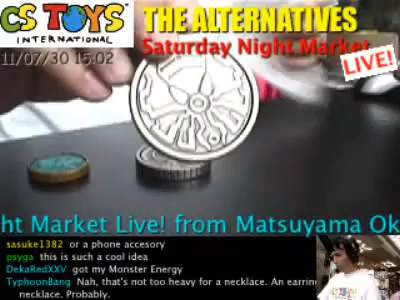 CS TOYS
INTERNATIONAL
THE ALTERNATIVES
Saturday Night Market
LIVE!
11/07/30 15:02
ht Market Live! from Matsuyama Ok
sasuke1382 or a phone accesory
psyga this is such a cool idea
DekaRedXXV got my Monster Energy
TyphoonBang Nah, that's not too heavy for a necklace. An earring
necklace. Probably.